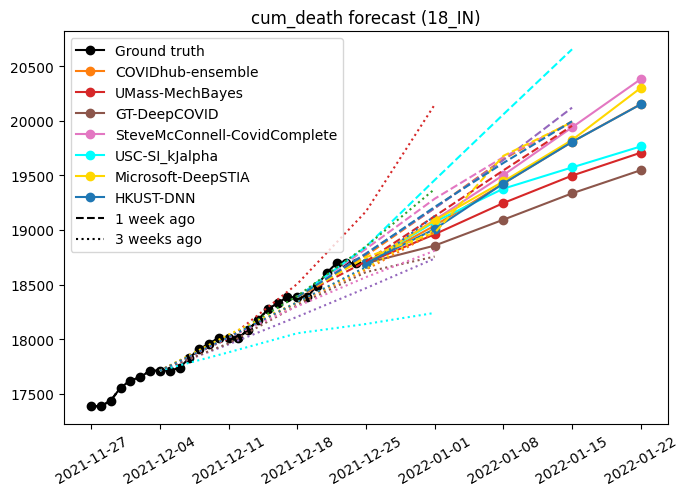 cum_death forecast (18_IN)
Ground truth
COVIDhub-ensemble
UMass-MechBayes
GT-DeepCOVID
SteveMcConnell-CovidComplete
USC-SI_kJalpha
Microsoft-DeepSTIA
HKUST-DNN
1 week ago
3 weeks ago
20500
20000
19500
19000
18500
18000
17500
2021-11-27
2021-12-04
2021-12-11
2021-12-18
2021-12-25
2022-01-01
2022-01-08
2022-01-15
2022-01-22